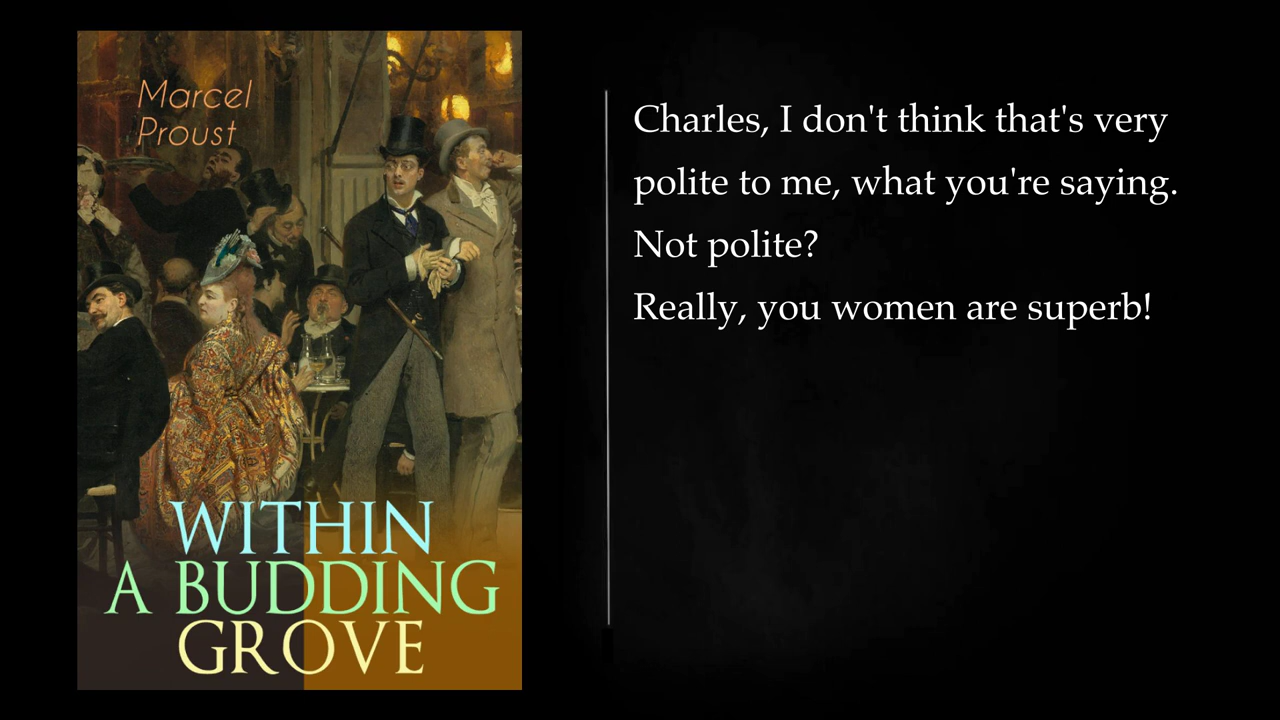 Marcel
Proust
WITHIN
A BUDDING
GROVE
Charles, I don't think that's very
polite to me, what you're saying.
Not polite?
Really, you women are superb!